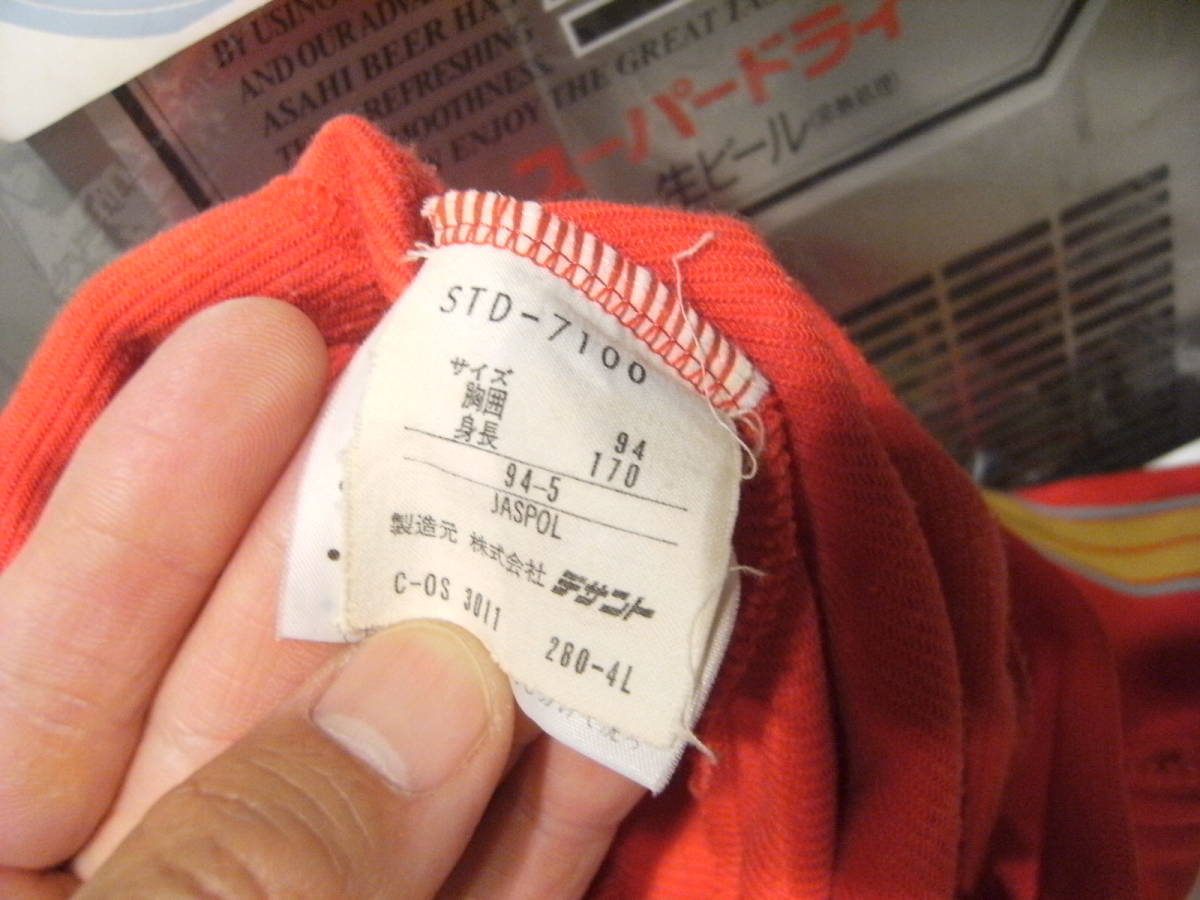 BY USING
AND OUR ADVA
ASAHI BEER HA
REFRESHING
SMOOTHNESS
ENJOY THE GREAT TAS
スーパードライ
生ビール
STD-7100
サイズ
胸囲 94
身長 170
94-5
JASPOL
製造元 株式会社 デサント
C-OS 3011 280-4L